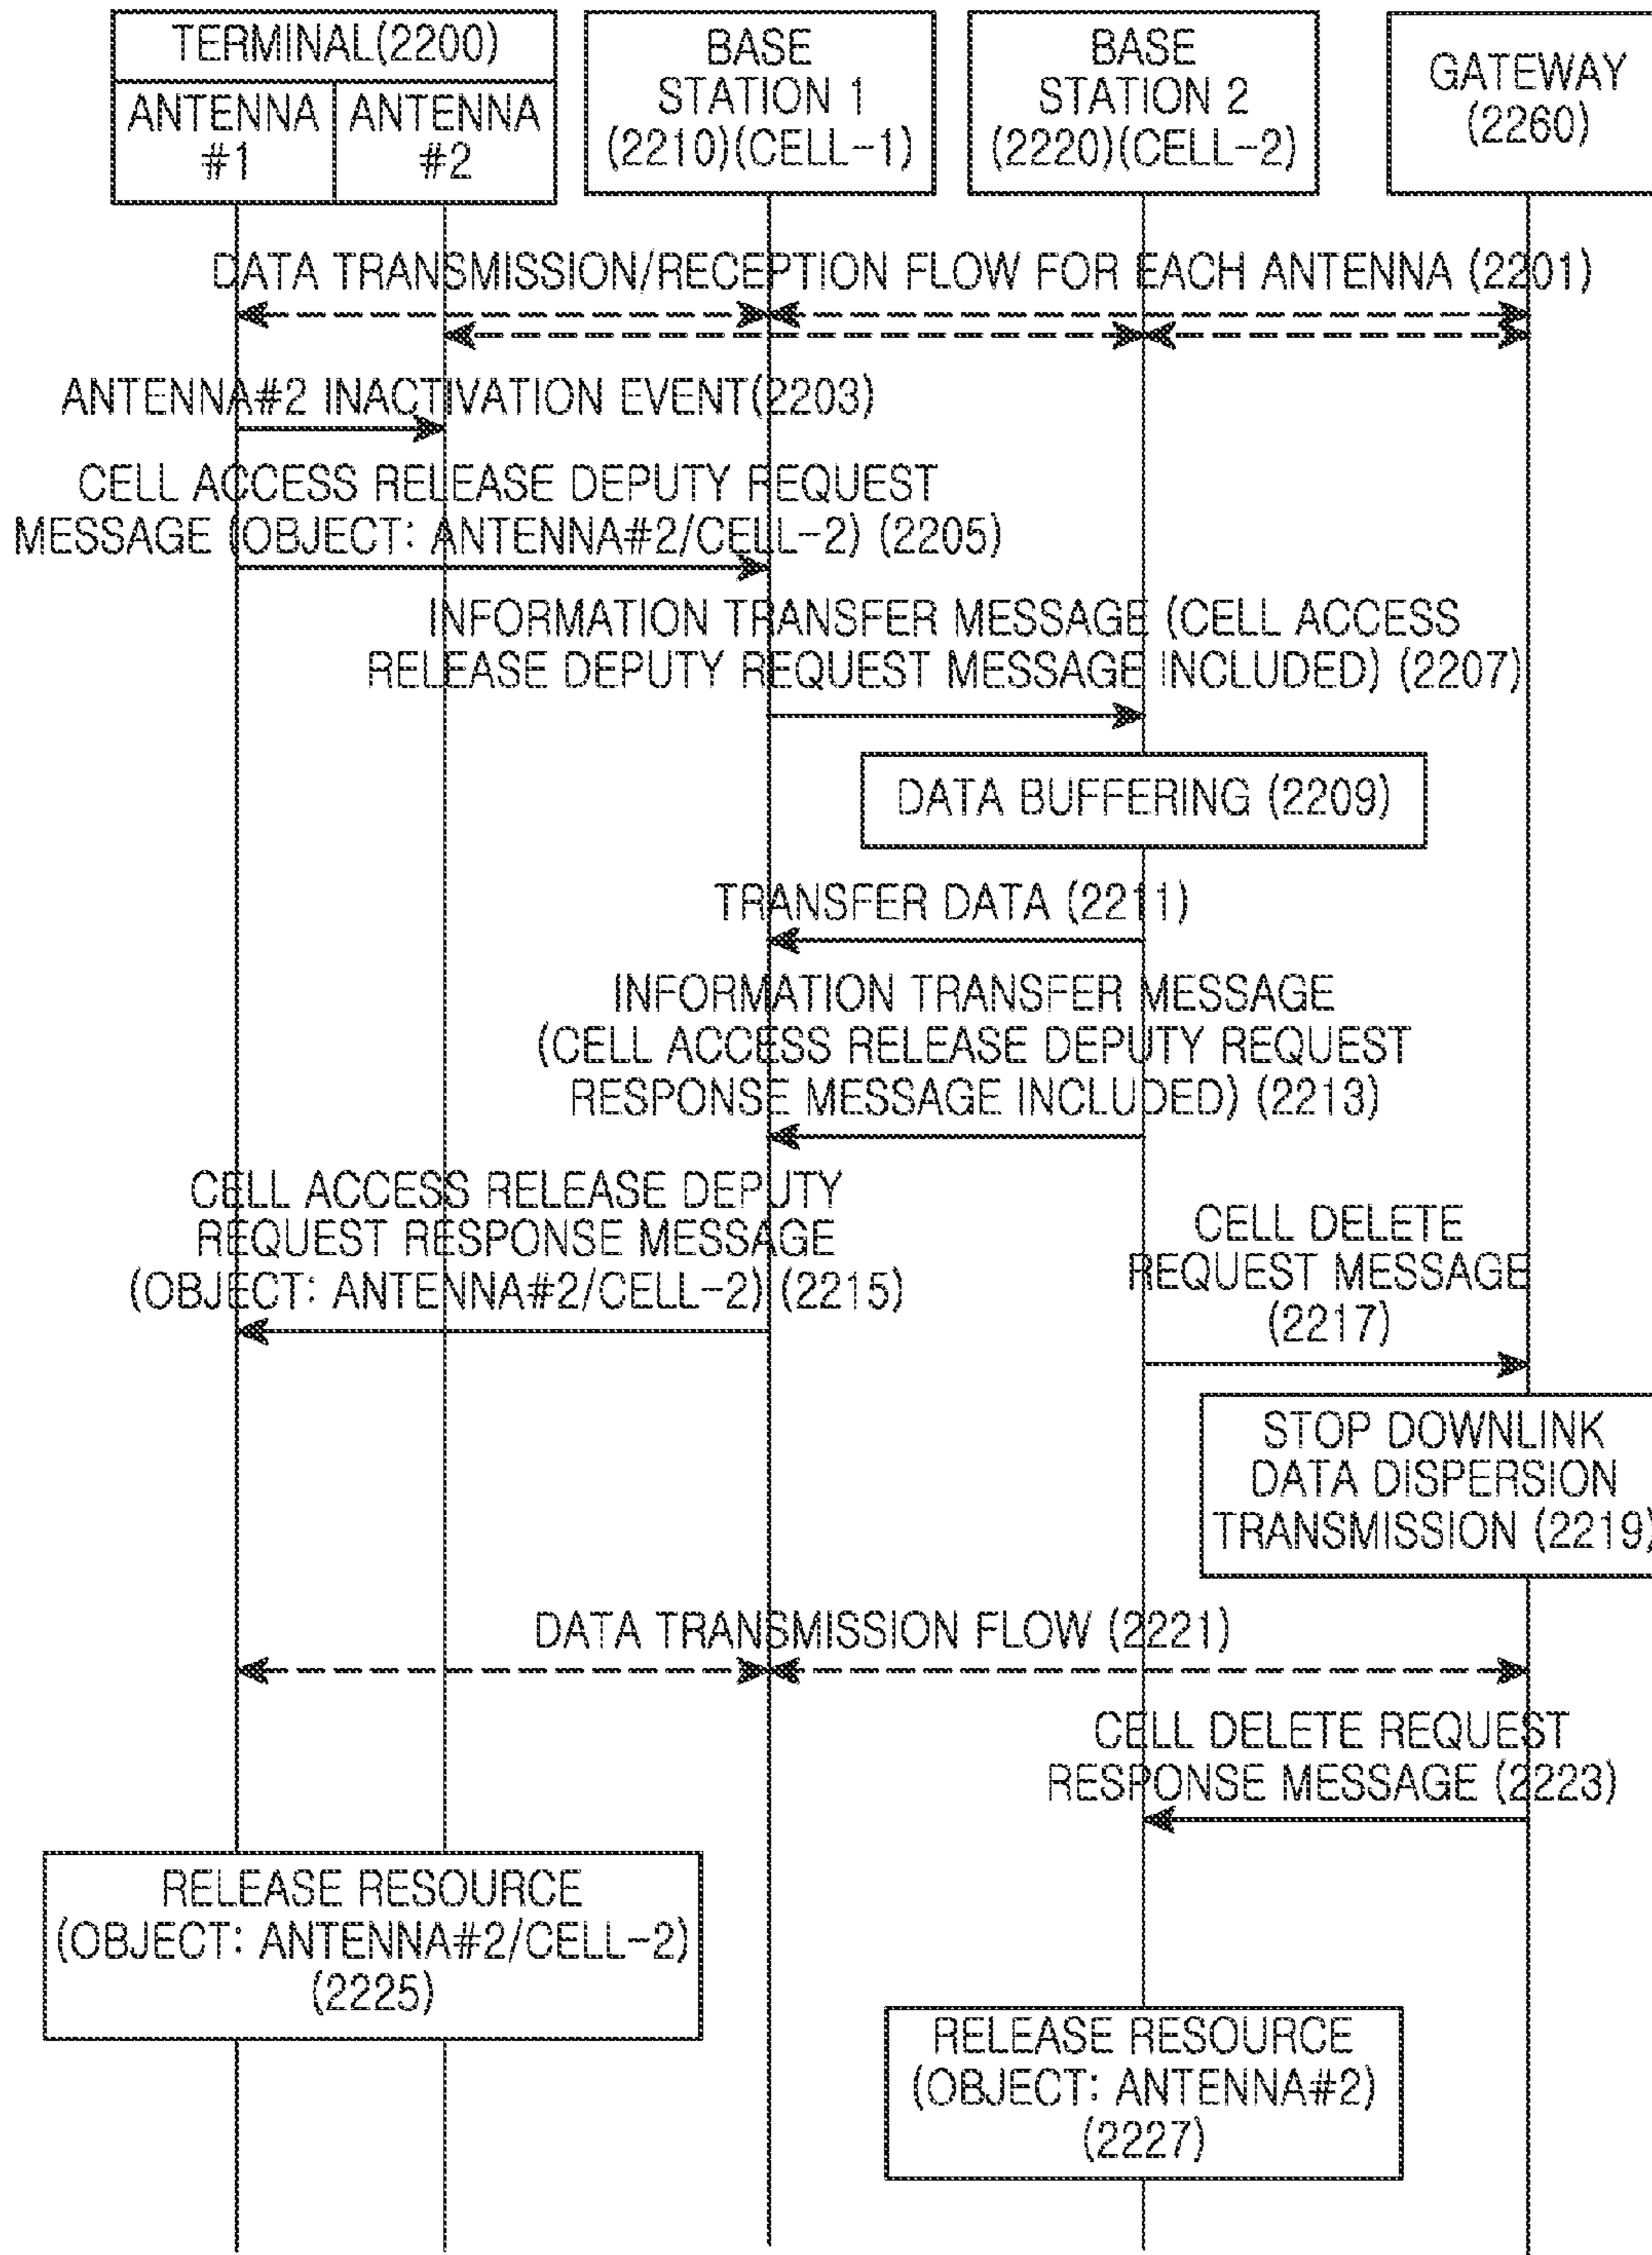 TERMINAL(2200)
ANTENNA
#1
ANTENNA
#2
BASE
STATION 1
(2210)(CELL-1)
BASE
STATION 2
(2220)(CELL-2)
GATEWAY
(2260)
DATA TRANSMISSION/RECEPTION FLOW FOR EACH ANTENNA (2201)
ANTENNA#2 INACTIVATION EVENT(2203)
CELL ACCESS RELEASE DEPUTY REQUEST
MESSAGE (OBJECT: ANTENNA#2/CELL-2) (2205)
INFORMATION TRANSFER MESSAGE (CELL ACCESS
RELEASE DEPUTY REQUEST MESSAGE INCLUDED) (2207)
DATA BUFFERING (2209)
TRANSFER DATA (2211)
INFORMATION TRANSFER MESSAGE
(CELL ACCESS RELEASE DEPUTY REQUEST
RESPONSE MESSAGE INCLUDED) (2213)
CELL ACCESS RELEASE DEPUTY
REQUEST RESPONSE MESSAGE
(OBJECT: ANTENNA#2/CELL-2) (2215)
CELL DELETE
REQUEST MESSAGE
(2217)
STOP DOWNLINK
DATA DISPERSION
TRANSMISSION (2219)
DATA TRANSMISSION FLOW (2221)
CELL DELETE REQUEST
RESPONSE MESSAGE (2223)
RELEASE RESOURCE
(OBJECT: ANTENNA#2/CELL-2)
(2225)
RELEASE RESOURCE
(OBJECT: ANTENNA#2)
(2227)